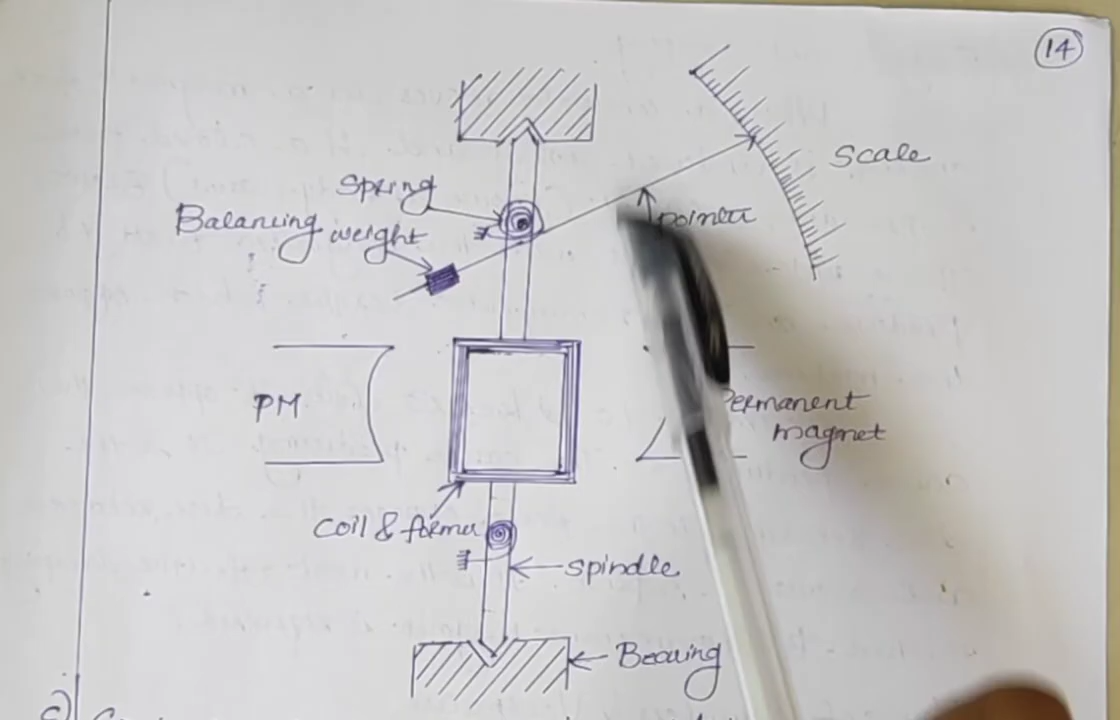 14
Scale
Spring
Balancing weight
pointer
PM
Permanent
magnet
Coil & former
spindle
Bearing
c)